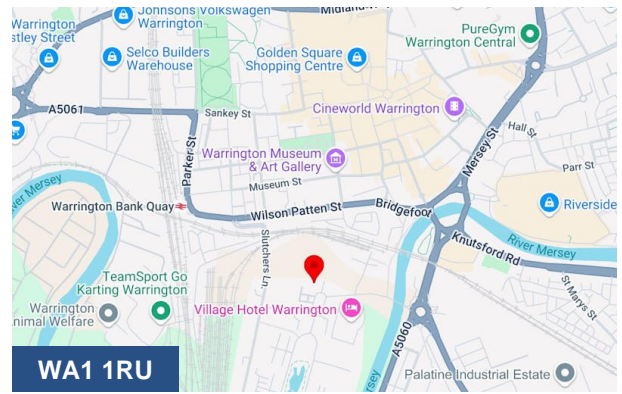 Johnsons Volkswagen
Warrington
Midland W
PureGym
Warrington Central
Warrington
stley Street
Selco Builders
Warehouse
Golden Square
Shopping Centre
Cineworld Warrington
A5061
Sankey St
Hall St
Mersey St
Parker St
Warrington Museum
& Art Gallery
Parr St
Museum St
River Mersey
Warrington Bank Quay
Wilson Patten St
Bridgefoot
Riverside
Slutchers Ln.
River Mersey
Knutsford Rd
TeamSport Go
Karting Warrington
St Marys St
Warrington
Animal Welfare
Village Hotel Warrington
A5060
WA1 1RU
Palatine Industrial Estate